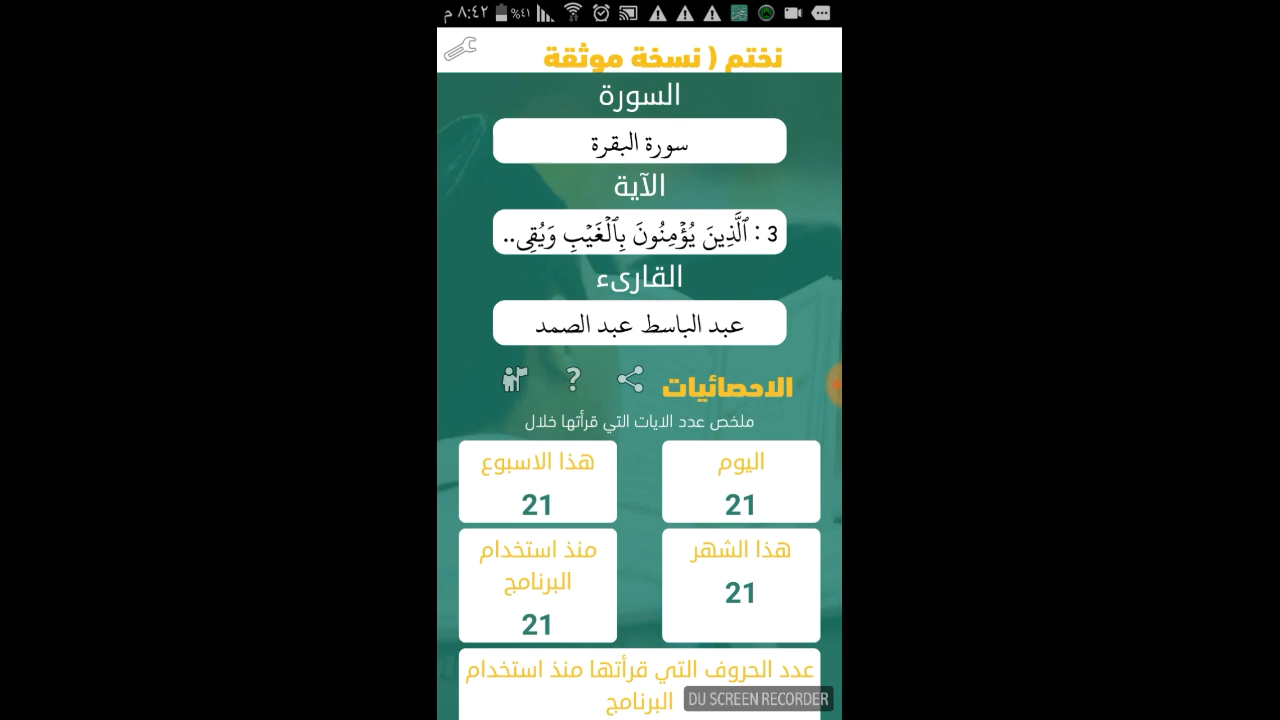 ٨:٤٢ م
%٤١
نختم ( نسخة موثقة
السورة
سورة البقرة
الآية
3 : ٱلَّذِينَ يُؤْمِنُونَ بِٱلْغَيْبِ وَيُقِى..
القارىء
عبد الباسط عبد الصمد
?
الاحصائيات
ملخص عدد الايات التي قرأتها خلال
اليوم
21
هذا الاسبوع
21
هذا الشهر
21
منذ استخدام
البرنامج
21
عدد الحروف التي قرأتها منذ استخدام
البرنامج
DU SCREEN RECORDER